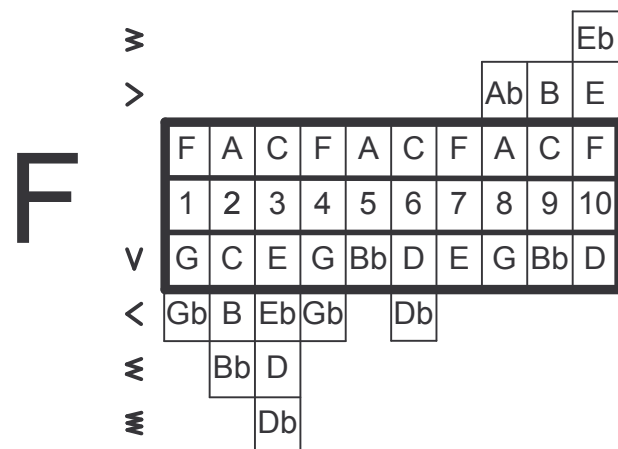 Eb
Ab B E
F A C F A C F A C F
F
1 2 3 4 5 6 7 8 9 10
G C E G Bb D E G Bb D
Gb B Eb Gb Db
Bb D
Db